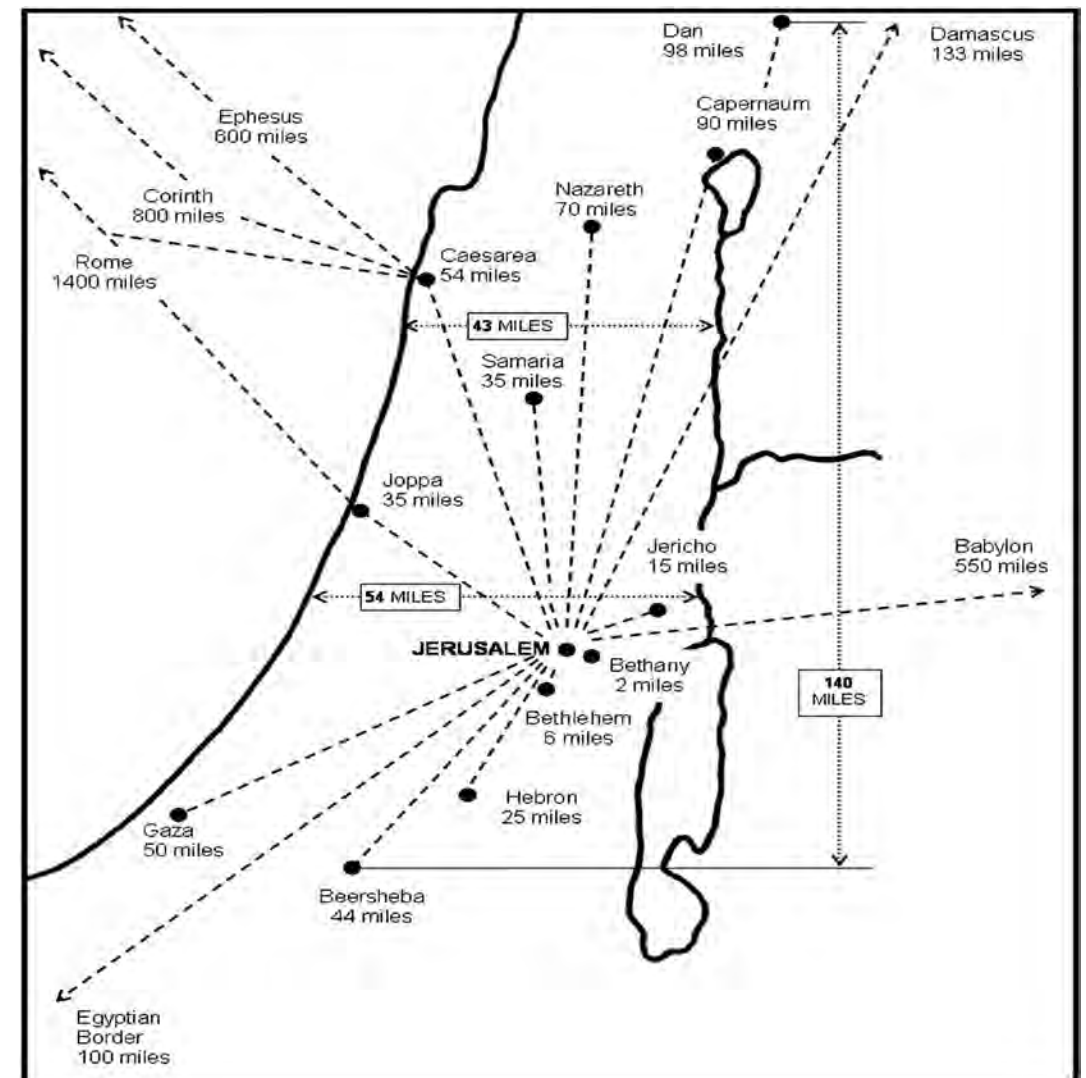 Dan
98 miles
Damascus
133 miles
Capernaum
90 miles
Ephesus
600 miles
Corinth
800 miles
Nazareth
70 miles
Rome
1400 miles
Caesarea
54 miles
43 MILES
Samaria
35 miles
Joppa
35 miles
Jericho
15 miles
Babylon
550 miles
54 MILES
JERUSALEM
Bethany
2 miles
140
MILES
Bethlehem
6 miles
Hebron
25 miles
Gaza
50 miles
Beersheba
44 miles
Egyptian
Border
100 miles